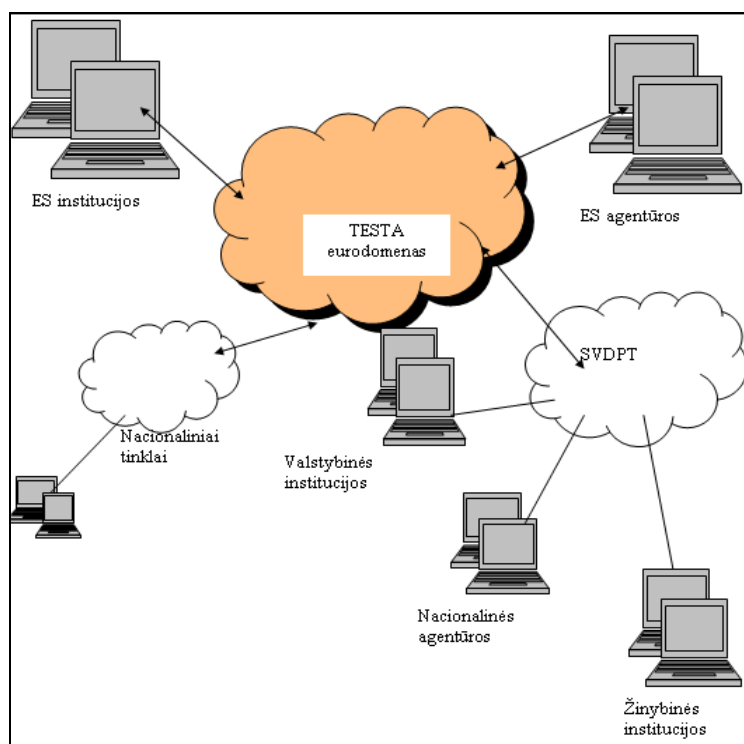 ES institucijos
ES agentūros
TESTA
eurodomenas
SVDPT
Nacionaliniai
tinklai
Valstybinės
institucijos
Nacionalinės
agentūros
Žinybinės
institucijos